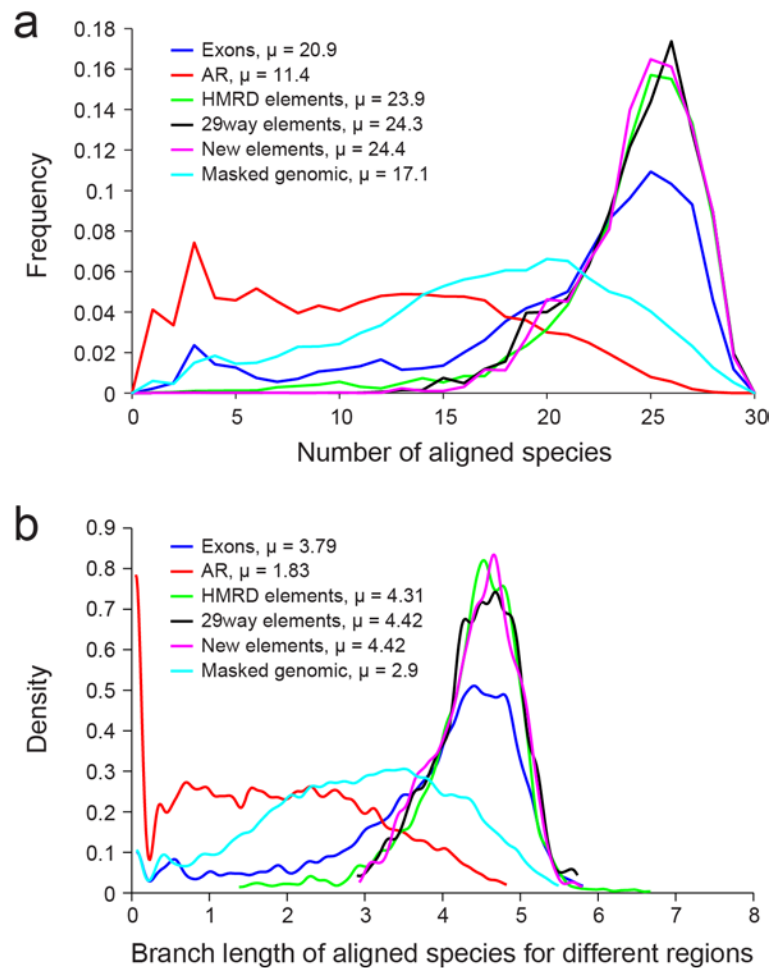 a
0.18
0.16
0.14
0.12
0.1
0.08
0.06
0.04
0.02
0
Frequency
Exons, μ = 20.9
AR, μ = 11.4
HMRD elements, μ = 23.9
29way elements, μ = 24.3
New elements, μ = 24.4
Masked genomic, μ = 17.1
0 5 10 15 20 25 30
Number of aligned species
b
0.9
0.8
0.7
0.6
0.5
0.4
0.3
0.2
0.1
0
Density
Exons, μ = 3.79
AR, μ = 1.83
HMRD elements, μ = 4.31
29way elements, μ = 4.42
New elements, μ = 4.42
Masked genomic, μ = 2.9
0 1 2 3 4 5 6 7 8
Branch length of aligned species for different regions